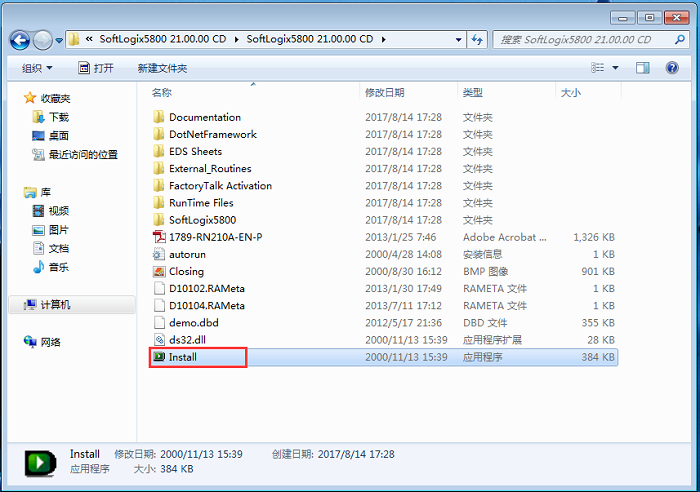 « SoftLogix5800 21.00.00 CD ▸ SoftLogix5800 21.00.00 CD ▸ 搜索 SoftLogix5800 21.00.00 CD
组织 打开 新建文件夹
收藏夹
下载
桌面
最近访问的位置
库
视频
图片
文档
音乐
计算机
网络
名称 修改日期 类型 大小
Documentation 2017/8/14 17:28 文件夹
DotNetFramework 2017/8/14 17:28 文件夹
EDS Sheets 2017/8/14 17:28 文件夹
External_Routines 2017/8/14 17:28 文件夹
FactoryTalk Activation 2017/8/14 17:28 文件夹
RunTime Files 2017/8/14 17:28 文件夹
SoftLogix5800 2017/8/14 17:28 文件夹
1789-RN210A-EN-P 2013/1/25 7:46 Adobe Acrobat ... 1,326 KB
autorun 2000/4/28 14:08 安装信息 1 KB
Closing 2000/8/30 16:12 BMP 图像 901 KB
D10102.RAMeta 2013/1/30 17:49 RAMETA 文件 1 KB
D10104.RAMeta 2013/7/11 17:12 RAMETA 文件 1 KB
demo.dbd 2012/5/17 21:36 DBD 文件 355 KB
ds32.dll 2000/11/13 15:39 应用程序扩展 28 KB
Install 2000/11/13 15:39 应用程序 384 KB
Install 修改日期: 2000/11/13 15:39 创建日期: 2017/8/14 17:28
应用程序 大小: 384 KB